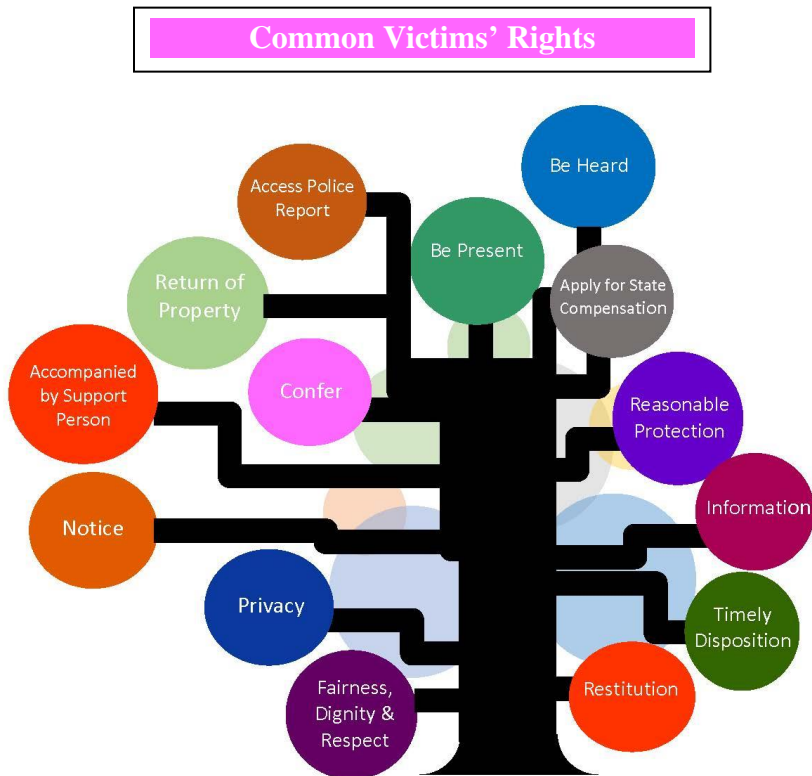 Common Victims’ Rights
Be Heard
Access Police
Report
Be Present
Return of
Property
Apply for State
Compensation
Accompanied
by Support
Person
Confer
Reasonable
Protection
Information
Notice
Privacy
Timely
Disposition
Fairness,
Dignity &
Respect
Restitution